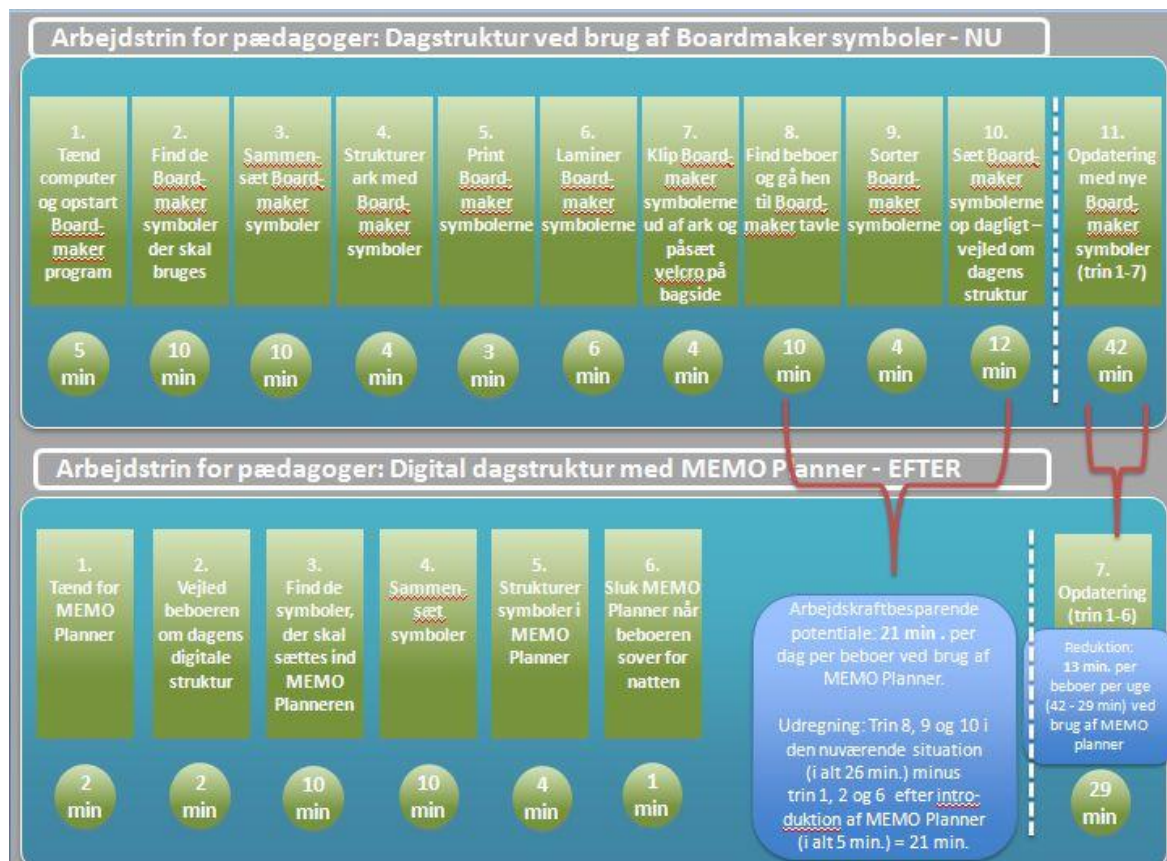 Arbejdstrin for pædagoger: Dagstruktur ved brug af Boardmaker symboler - NU
1.
Tænd
computer
og opstart
Board-
maker
program
2.
Find de
Board-
maker
symboler
der skal
bruges
3.
Sammen-
sæt Board-
maker
symboler
4.
Strukturer
ark med
Board-
maker
symboler
5.
Print
Board-
maker
symbolerne
6.
Laminer
Board-
maker
symbolerne
7.
Klip Board-
maker
symbolerne
ud af ark og
påsæt
velcro på
bagside
8.
Find beboer
og gå hen
til Board-
maker tavle
9.
Sorter
Board-
maker
symbolerne
10.
Sæt Board-
maker
symbolerne
op dagligt –
vejled om
dagens
struktur
11.
Opdatering
med nye
Board-
maker
symboler
(trin 1-7)
5
min
10
min
10
min
4
min
3
min
6
min
4
min
10
min
4
min
12
min
42
min
Arbejdstrin for pædagoger: Digital dagstruktur med MEMO Planner - EFTER
1.
Tænd for
MEMO
Planner
2.
Vejled
beboeren
om dagens
digitale
struktur
3.
Find de
symboler,
der skal
sættes ind
MEMO
Planneren
4.
Sammen-
sæt
symboler
5.
Strukturer
symboler i
MEMO
Planner
6.
Sluk MEMO
Planner når
beboeren
sover for
natten
Arbejdskraftbesparende
potentiale: 21 min . per
dag per beboer ved brug af
MEMO Planner.
Udregning: Trin 8, 9 og 10 i
den nuværende situation
(i alt 26 min.) minus
trin 1, 2 og 6 efter intro-
duktion af MEMO Planner
(i alt 5 min.) = 21 min.
7.
Opdatering
(trin 1-6)
Reduktion:
13 min. per
beboer per uge
(42 - 29 min) ved
brug af MEMO
planner
2
min
2
min
10
min
10
min
4
min
1
min
29
min